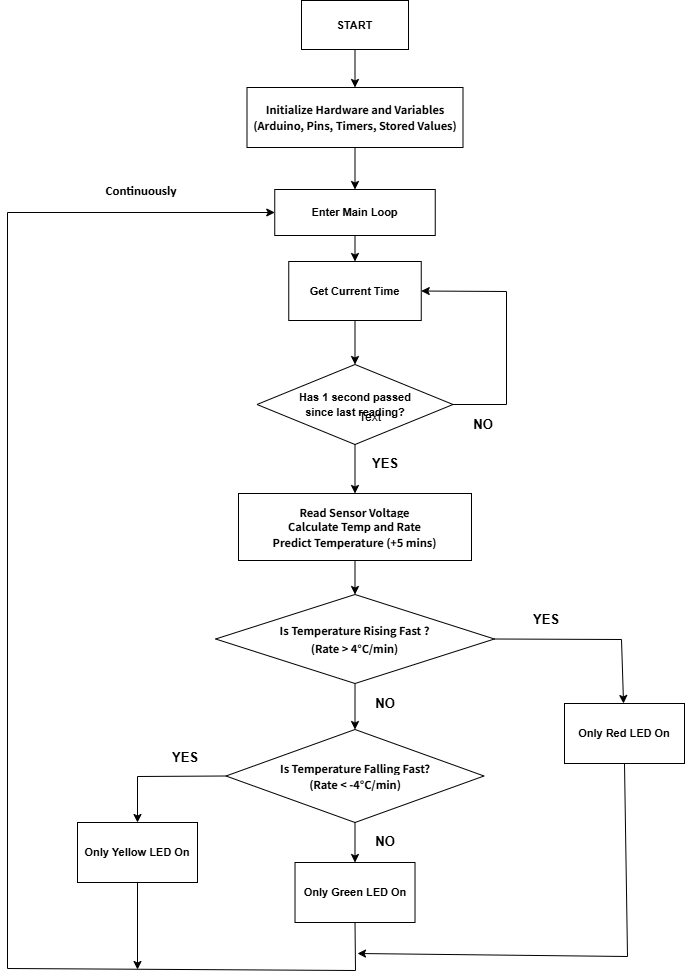 START
Initialize Hardware and Variables
(Arduino, Pins, Timers, Stored Values)
Continuously
Enter Main Loop
Get Current Time
Has 1 second passed
since last reading?
Text
NO
YES
Read Sensor Voltage
Calculate Temp and Rate
Predict Temperature (+5 mins)
Is Temperature Rising Fast ?
(Rate > 4°C/min)
YES
NO
Only Red LED On
Is Temperature Falling Fast?
(Rate < -4°C/min)
YES
NO
Only Yellow LED On
Only Green LED On